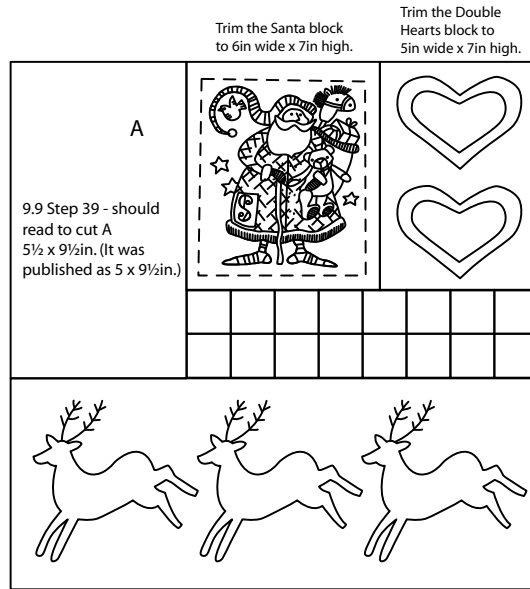 Trim the Santa block
to 6in wide x 7in high.
Trim the Double
Hearts block to
5in wide x 7in high.
A
9.9 Step 39 - should
read to cut A
5½ x 9½in. (It was
published as 5 x 9½in.)
S